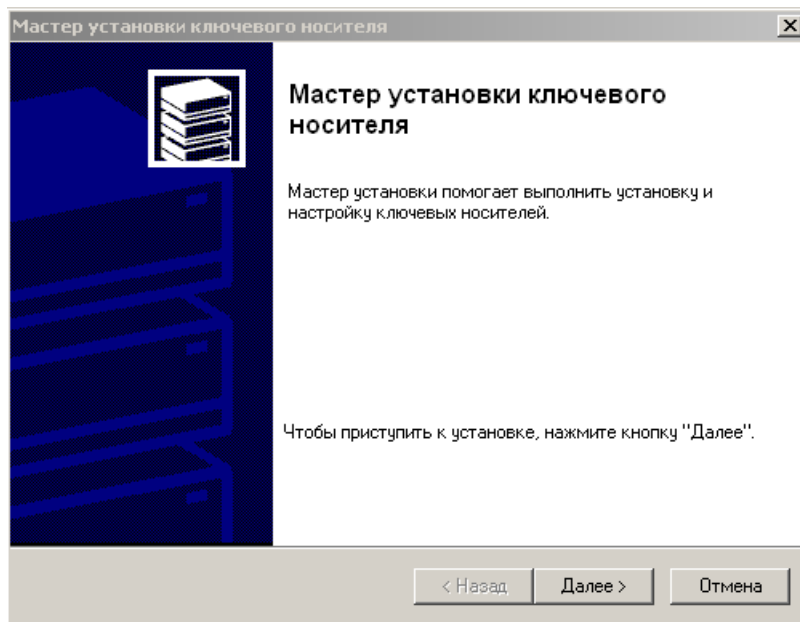 Мастер установки ключевого носителя
Мастер установки ключевого
носителя
Мастер установки помогает выполнить установку и
настройку ключевых носителей.
Чтобы приступить к установке, нажмите кнопку "Далее".
< Назад
Далее >
Отмена